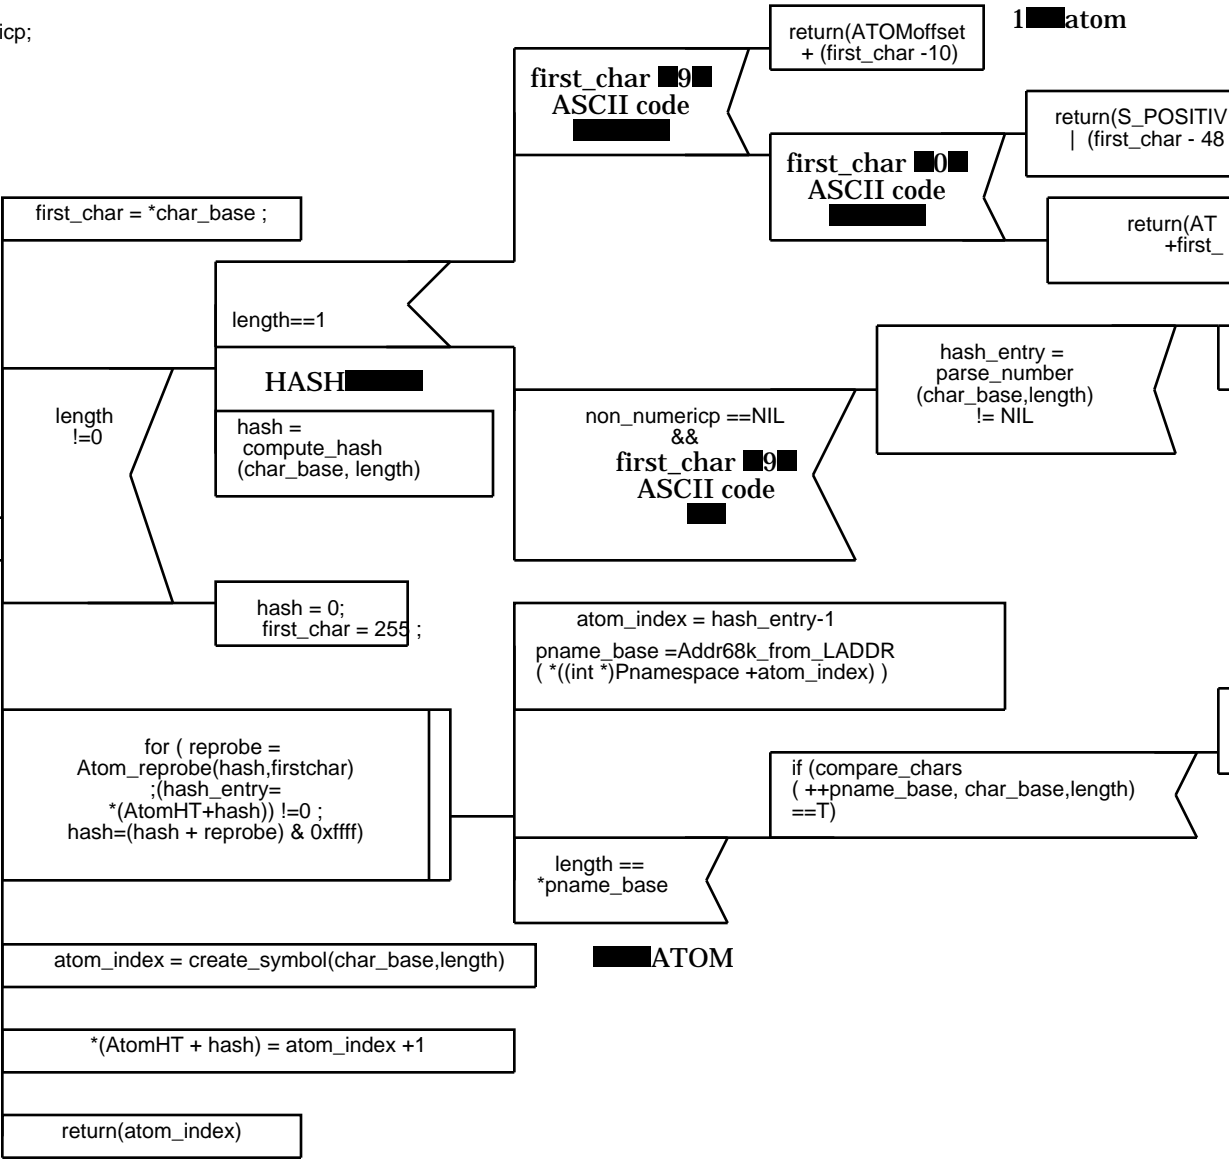 icp;
return(ATOMoffset
+ (first_char -10)
1 atom
first_char 9
ASCII code
return(S_POSITIV
| (first_char - 48
first_char 0
ASCII code
return(AT
+first_
first_char = *char_base ;
length==1
HASH
hash =
compute_hash
(char_base, length)
length
!=0
non_numericp ==NIL
&&
first_char 9
ASCII code
hash_entry =
parse_number
(char_base,length)
!= NIL
hash = 0;
first_char = 255 ;
atom_index = hash_entry-1
pname_base =Addr68k_from_LADDR
( *((int *)Pnamespace +atom_index) )
for ( reprobe =
Atom_reprobe(hash,firstchar)
;(hash_entry=
*(AtomHT+hash)) !=0 ;
hash=(hash + reprobe) & 0xffff)
if (compare_chars
( ++pname_base, char_base,length)
==T)
length ==
*pname_base
atom_index = create_symbol(char_base,length)
ATOM
*(AtomHT + hash) = atom_index +1
return(atom_index)